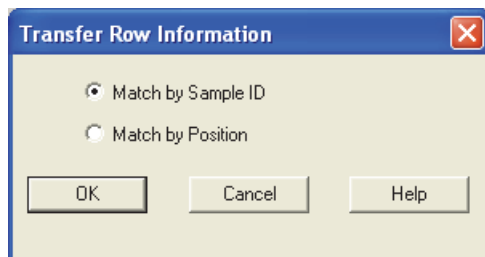 Transfer Row Information
Match by Sample ID
Match by Position
OK Cancel Help